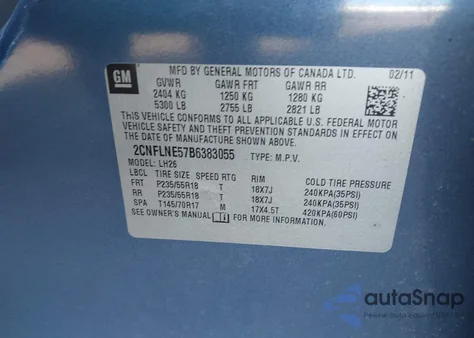 GM
MFD BY GENERAL MOTORS OF CANADA LTD. 02/11
GVWR GAWR FRT GAWR RR
2404 KG 1250 KG 1280 KG
5300 LB 2755 LB 2821 LB
THIS VEHICLE CONFORMS TO ALL APPLICABLE U.S. FEDERAL MOTOR
VEHICLE SAFETY AND THEFT PREVENTION STANDARDS IN EFFECT ON THE
DATE OF MANUFACTURE SHOWN ABOVE.
2CNFLNE57B6383055 TYPE: M.P.V.
MODEL: LH26
LBCL TIRE SIZE SPEED RTG RIM COLD TIRE PRESSURE
FRT P235/55R18 T 18X7J 240KPA(35PSI)
RR P235/55R18 T 18X7J 240KPA(35PSI)
SPA T145/70R17 M 17X4.5T 420KPA(60PSI)
SEE OWNER'S MANUAL FOR MORE INFORMATION.
autoSnap